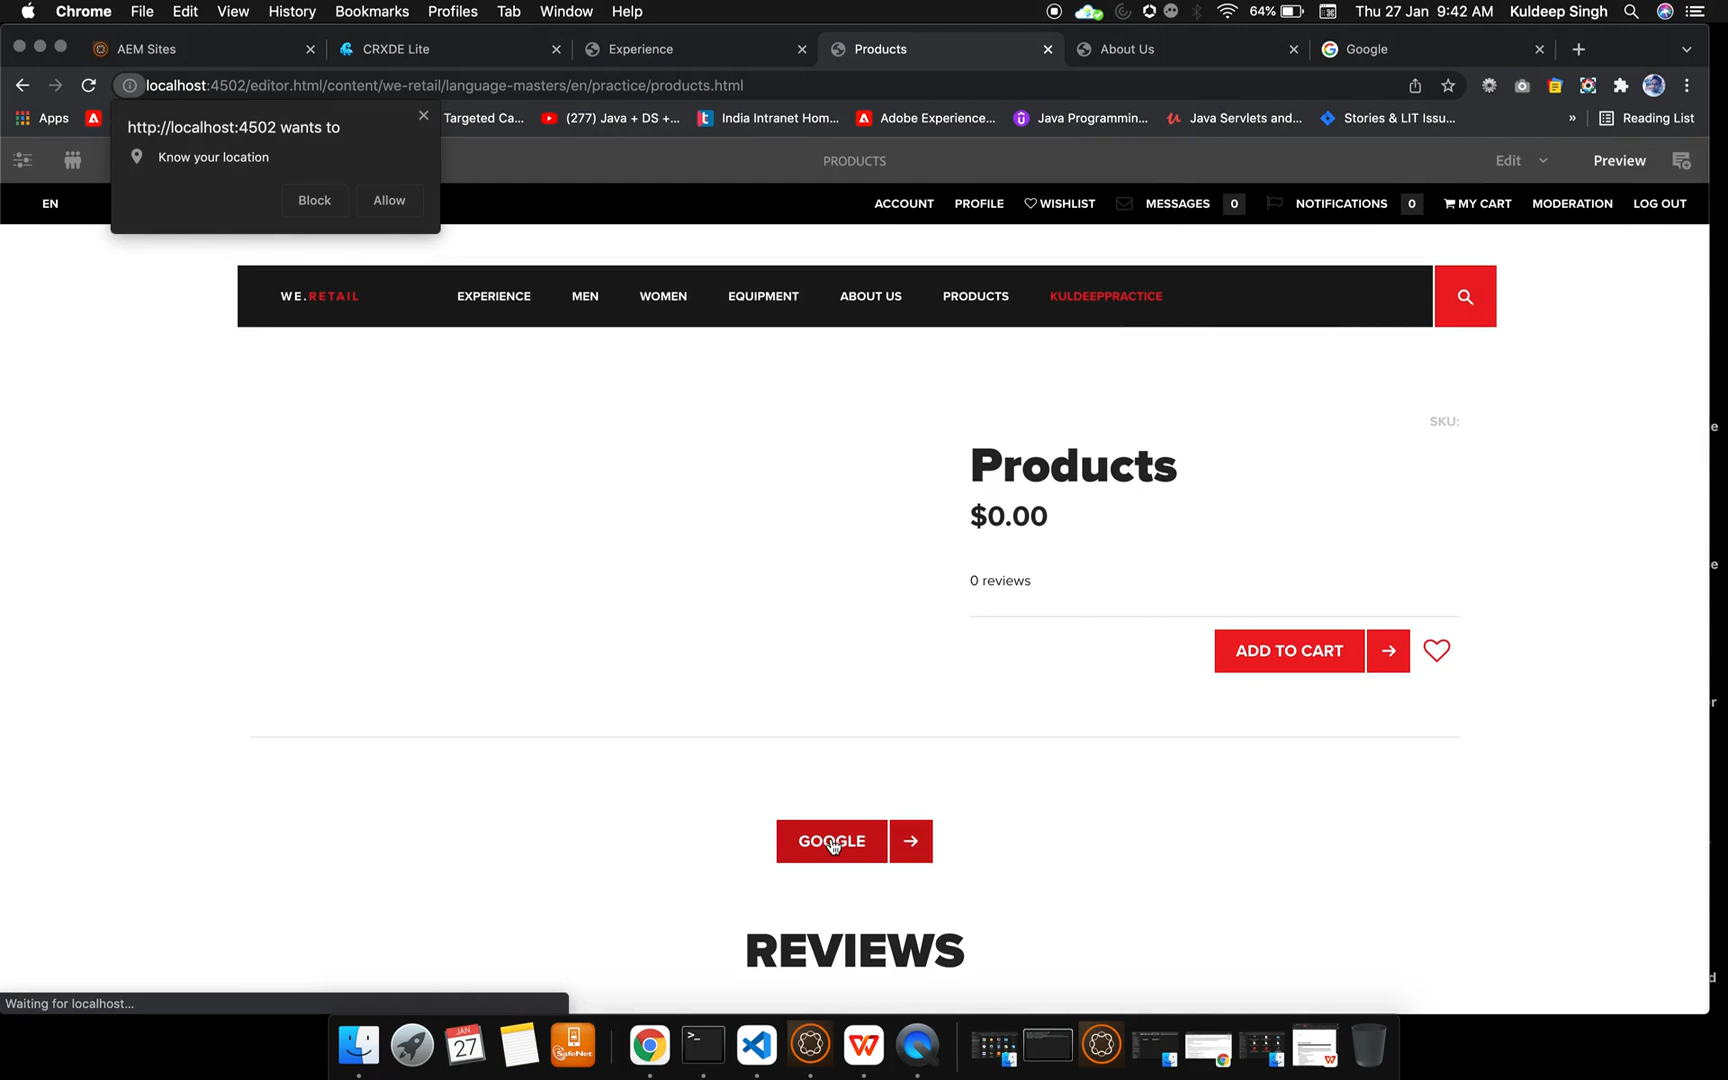 Chrome File Edit View History Bookmarks Profiles Tab Window Help 64% Thu 27 Jan 9:42 AM Kuldeep Singh
AEM Sites CRXDE Lite Experience Products About Us Google
localhost:4502/editor.html/content/we-retail/language-masters/en/practice/products.html
Apps Targeted Ca... (277) Java + DS +... India Intranet Hom... Adobe Experience... Java Programmin... Java Servlets and... Stories & LIT Issu... » Reading List
http://localhost:4502 wants to
Know your location
Block Allow
PRODUCTS Edit Preview
EN ACCOUNT PROFILE WISHLIST MESSAGES 0 NOTIFICATIONS 0 MY CART MODERATION LOG OUT
WE.RETAIL EXPERIENCE MEN WOMEN EQUIPMENT ABOUT US PRODUCTS KULDEEPPRACTICE
SKU:
Products
$0.00
0 reviews
ADD TO CART
GOOGLE
REVIEWS
Waiting for localhost...
JAN
27
SafeNet